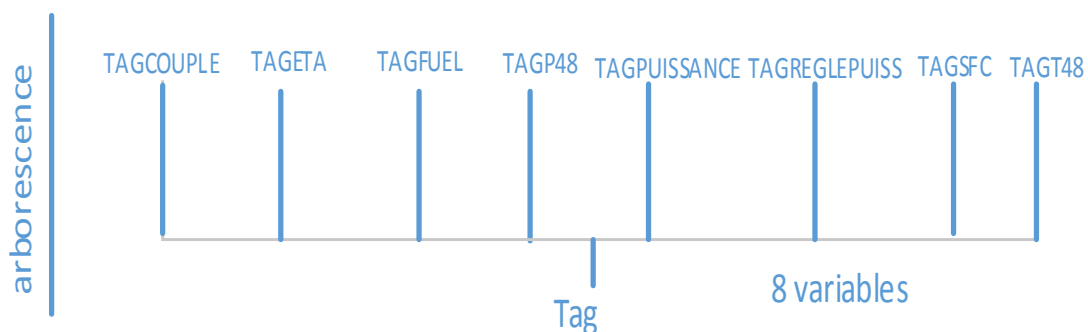 arborescence
TAGCOUPLE TAGETA TAGFUEL TAGP48 TAGPUISSANCE TAGREGLEPUISS TAGSFC TAGT48
8 variables
Tag